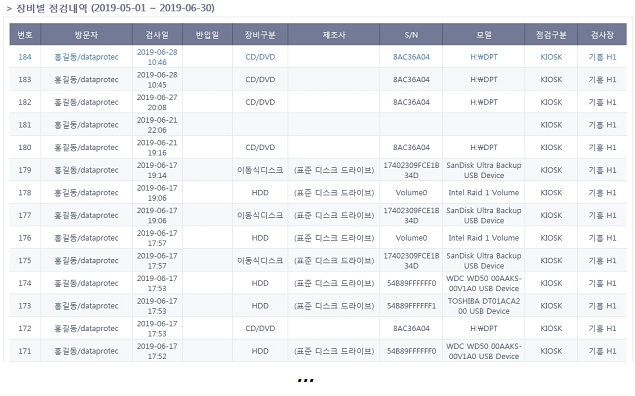 > 장비별 점검내역 (2019-05-01 ~ 2019-06-30)
번호 방문자 검사일 반입일 장비구분 제조사 S/N 모델 점검구분 검사장
184 홍길동/dataprotec 2019-06-28 10:46 CD/DVD 8AC36A04 H:₩DPT KIOSK 기흥 H1
183 홍길동/dataprotec 2019-06-28 10:45 CD/DVD 8AC36A04 H:₩DPT KIOSK 기흥 H1
182 홍길동/dataprotec 2019-06-27 20:08 CD/DVD 8AC36A04 H:₩DPT KIOSK 기흥 H1
181 홍길동/dataprotec 2019-06-21 22:06 KIOSK 기흥 H1
180 홍길동/dataprotec 2019-06-21 19:16 CD/DVD 8AC36A04 H:₩DPT KIOSK 기흥 H1
179 홍길동/dataprotec 2019-06-17 19:14 이동식디스크 (표준 디스크 드라이브) 17402309FCE1B34D SanDisk Ultra Backup USB Device KIOSK 기흥 H1
178 홍길동/dataprotec 2019-06-17 19:06 HDD (표준 디스크 드라이브) Volume0 Intel Raid 1 Volume KIOSK 기흥 H1
177 홍길동/dataprotec 2019-06-17 19:06 이동식디스크 (표준 디스크 드라이브) 17402309FCE1B34D SanDisk Ultra Backup USB Device KIOSK 기흥 H1
176 홍길동/dataprotec 2019-06-17 17:57 HDD (표준 디스크 드라이브) Volume0 Intel Raid 1 Volume KIOSK 기흥 H1
175 홍길동/dataprotec 2019-06-17 17:57 이동식디스크 (표준 디스크 드라이브) 17402309FCE1B34D SanDisk Ultra Backup USB Device KIOSK 기흥 H1
174 홍길동/dataprotec 2019-06-17 17:53 HDD (표준 디스크 드라이브) 54B89FFFFFF0 WDC WD50 00AAKS-00V1A0 USB Device KIOSK 기흥 H1
173 홍길동/dataprotec 2019-06-17 17:53 HDD (표준 디스크 드라이브) 54B89FFFFFF1 TOSHIBA DT01ACA200 USB Device KIOSK 기흥 H1
172 홍길동/dataprotec 2019-06-17 17:53 CD/DVD 8AC36A04 H:₩DPT KIOSK 기흥 H1
171 홍길동/dataprotec 2019-06-17 17:52 HDD (표준 디스크 드라이브) 54B89FFFFFF0 WDC WD50 00AAKS-00V1A0 USB Device KIOSK 기흥 H1
...